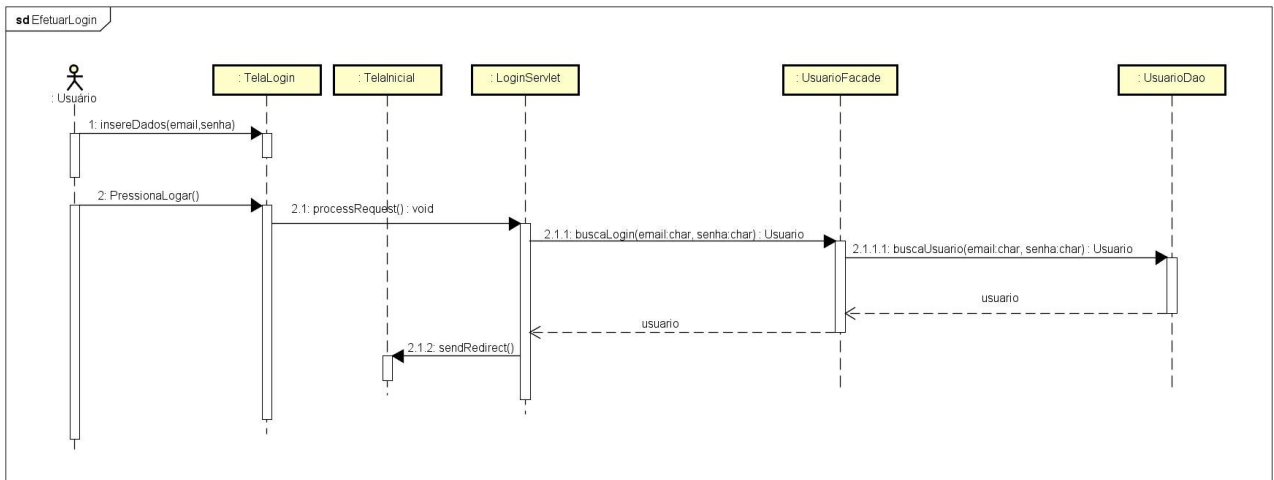 sd EfetuarLogin
: Usuário
: TelaLogin
: TelaInicial
: LoginServlet
: UsuarioFacade
: UsuarioDao
1: insereDados(email,senha)
2: PressionaLogar()
2.1: processRequest() : void
2.1.1: buscaLogin(email:char, senha:char) : Usuario
2.1.1.1: buscaUsuario(email:char, senha:char) : Usuario
usuario
usuario
2.1.2: sendRedirect()